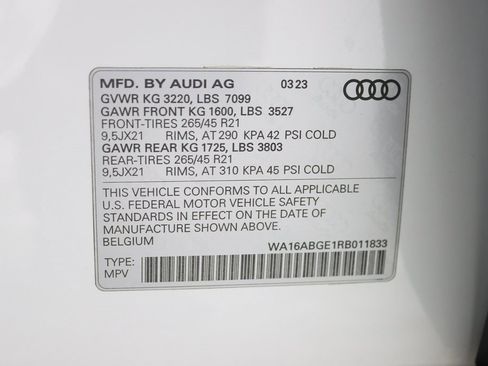 MFD. BY AUDI AG 03 23
GVWR KG 3220, LBS 7099
GAWR FRONT KG 1600, LBS 3527
FRONT-TIRES 265/45 R21
9,5JX21 RIMS, AT 290 KPA 42 PSI COLD
GAWR REAR KG 1725, LBS 3803
REAR-TIRES 265/45 R21
9,5JX21 RIMS, AT 310 KPA 45 PSI COLD
THIS VEHICLE CONFORMS TO ALL APPLICABLE
U.S. FEDERAL MOTOR VEHICLE SAFETY
STANDARDS IN EFFECT ON THE DATE OF
MANUFACTURE SHOWN ABOVE.
BELGIUM WA16ABGE1RB011833
TYPE:
MPV